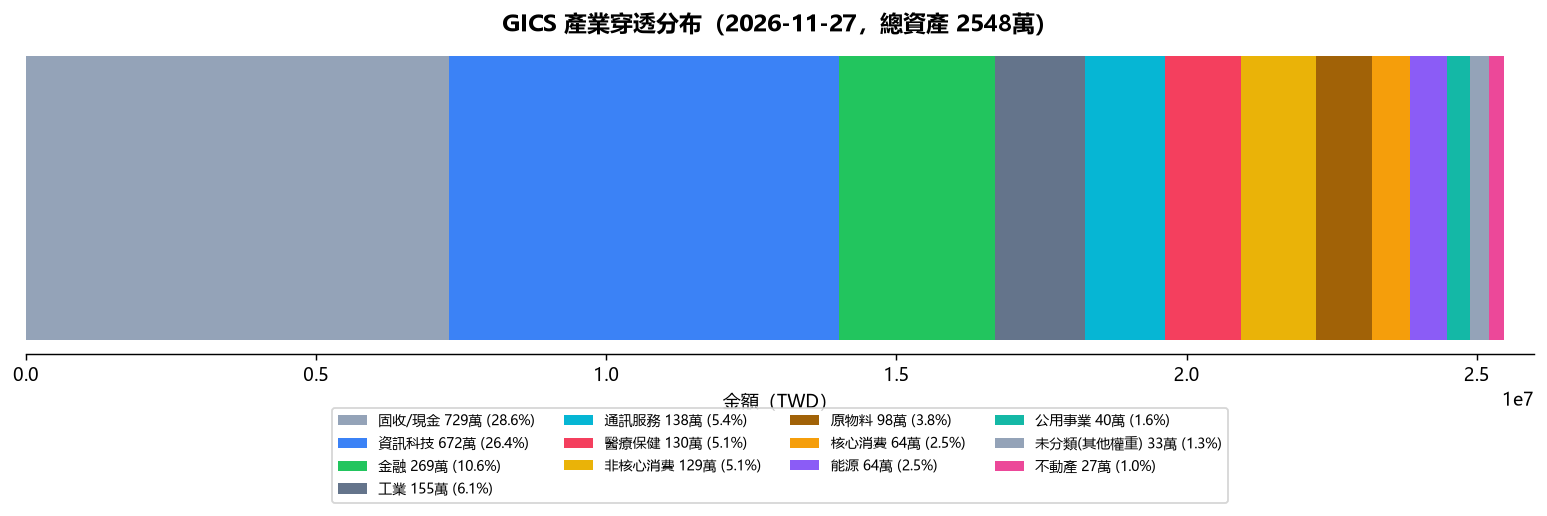 GICS 產業穿透分布（2026-11-27，總資產 2548萬）
0.0 0.5 1.0 1.5 2.0 2.5
1e7
金額（TWD）
固收/現金 729萬 (28.6%)
資訊科技 672萬 (26.4%)
金融 269萬 (10.6%)
工業 155萬 (6.1%)
通訊服務 138萬 (5.4%)
醫療保健 130萬 (5.1%)
非核心消費 129萬 (5.1%)
原物料 98萬 (3.8%)
核心消費 64萬 (2.5%)
能源 64萬 (2.5%)
公用事業 40萬 (1.6%)
未分類(其他權重) 33萬 (1.3%)
不動產 27萬 (1.0%)